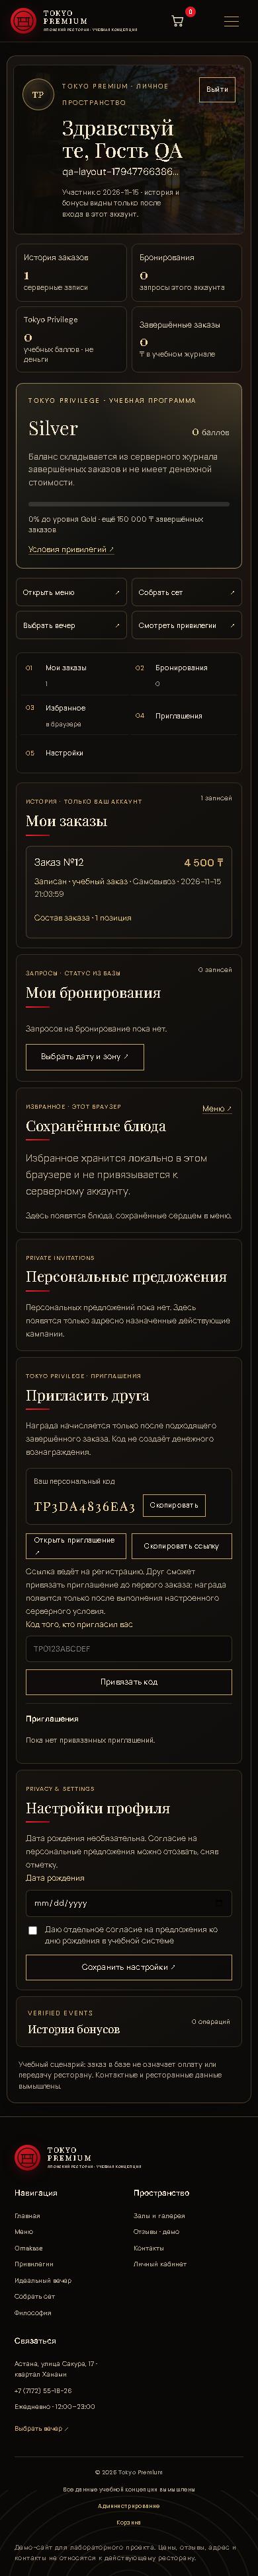 TOKYO
PREMIUM
ЯПОНСКИЙ РЕСТОРАН · УЧЕБНАЯ КОНЦЕПЦИЯ
0
TP
TOKYO PREMIUM · ЛИЧНОЕ
ПРОСТРАНСТВО
Выйти
Здравствуй
те, Гость QA
qa-layout-17947766386...
Участник с 2026-11-15 · история и
бонусы видны только после
входа в этот аккаунт.
История заказов
1
серверные записи
Бронирования
0
запросы этого аккаунта
Tokyo Privilege
0
учебных баллов · не
деньги
Завершённые заказы
0
₸ в учебном журнале
TOKYO PRIVILEGE · УЧЕБНАЯ ПРОГРАММА
Silver
0 баллов
Баланс складывается из серверного журнала
завершённых заказов и не имеет денежной
стоимости.
0% до уровня Gold · ещё 150 000 ₸ завершённых
заказов
Условия привилегий ↗
Открыть меню ↗
Собрать сет ↗
Выбрать вечер ↗
Смотреть привилегии ↗
01 Мои заказы
1
02 Бронирования
0
03 Избранное
в браузере
04 Приглашения
05 Настройки
ИСТОРИЯ · ТОЛЬКО ВАШ АККАУНТ
1 записей
Мои заказы
Заказ №12
4 500 ₸
Записан · учебный заказ · Самовывоз · 2026-11-15
21:03:59
Состав заказа · 1 позиция
ЗАПРОСЫ · СТАТУС ИЗ БАЗЫ
0 записей
Мои бронирования
Запросов на бронирование пока нет.
Выбрать дату и зону ↗
ИЗБРАННОЕ · ЭТОТ БРАУЗЕР
Меню ↗
Сохранённые блюда
Избранное хранится локально в этом
браузере и не привязывается к
серверному аккаунту.
Здесь появятся блюда, сохранённые сердцем в меню.
PRIVATE INVITATIONS
Персональные предложения
Персональных предложений пока нет. Здесь
появятся только адресно назначенные действующие
кампании.
TOKYO PRIVILEGE · ПРИГЛАШЕНИЯ
Пригласить друга
Награда начисляется только после подходящего
завершённого заказа. Код не создаёт денежного
вознаграждения.
Ваш персональный код
TP3DA4836EA3
Скопировать
Открыть приглашение
↗
Скопировать ссылку
Ссылка ведёт на регистрацию. Друг сможет
привязать приглашение до первого заказа; награда
появится только после выполнения настроенного
серверного условия.
Код того, кто пригласил вас
TP0123ABCDEF
Привязать код
Приглашения
Пока нет привязанных приглашений.
PRIVACY & SETTINGS
Настройки профиля
Дата рождения необязательна. Согласие на
персональные предложения можно отозвать, сняв
отметку.
Дата рождения
mm/dd/yyyy
Даю отдельное согласие на предложения ко
дню рождения в учебной системе
Сохранить настройки ↗
VERIFIED EVENTS
История бонусов
0 операций
Учебный сценарий: заказ в базе не означает оплату или
передачу ресторану. Контактные и ресторанные данные
вымышлены.
TOKYO
PREMIUM
ЯПОНСКИЙ РЕСТОРАН · УЧЕБНАЯ КОНЦЕПЦИЯ
Навигация
Главная
Меню
Omakase
Привилегии
Идеальный вечер
Собрать сет
Философия
Пространство
Залы и галерея
Отзывы · демо
Контакты
Личный кабинет
Связаться
Астана, улица Сакура, 17 ·
квартал Ханами
+7 (7172) 55-18-26
Ежедневно · 12:00–23:00
Выбрать вечер ↗
© 2026 Tokyo Premium
Все данные учебной концепции вымышлены
Администрирование
Корзина
Демо-сайт для лабораторного проекта. Цены, отзывы, адрес и
контакты не относятся к действующему ресторану.